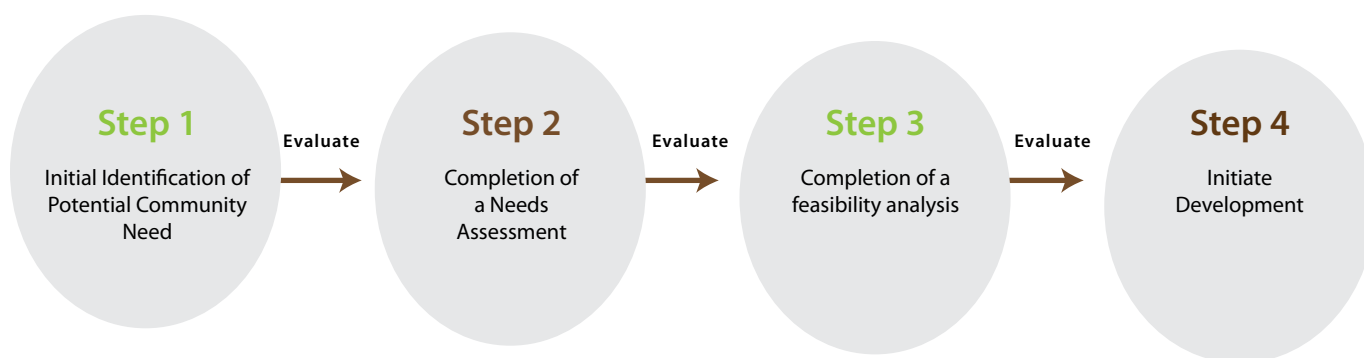 Step 1
Initial Identification of
Potential Community
Need
Evaluate
Step 2
Completion of
a Needs
Assessment
Evaluate
Step 3
Completion of a
feasibility analysis
Evaluate
Step 4
Initiate
Development